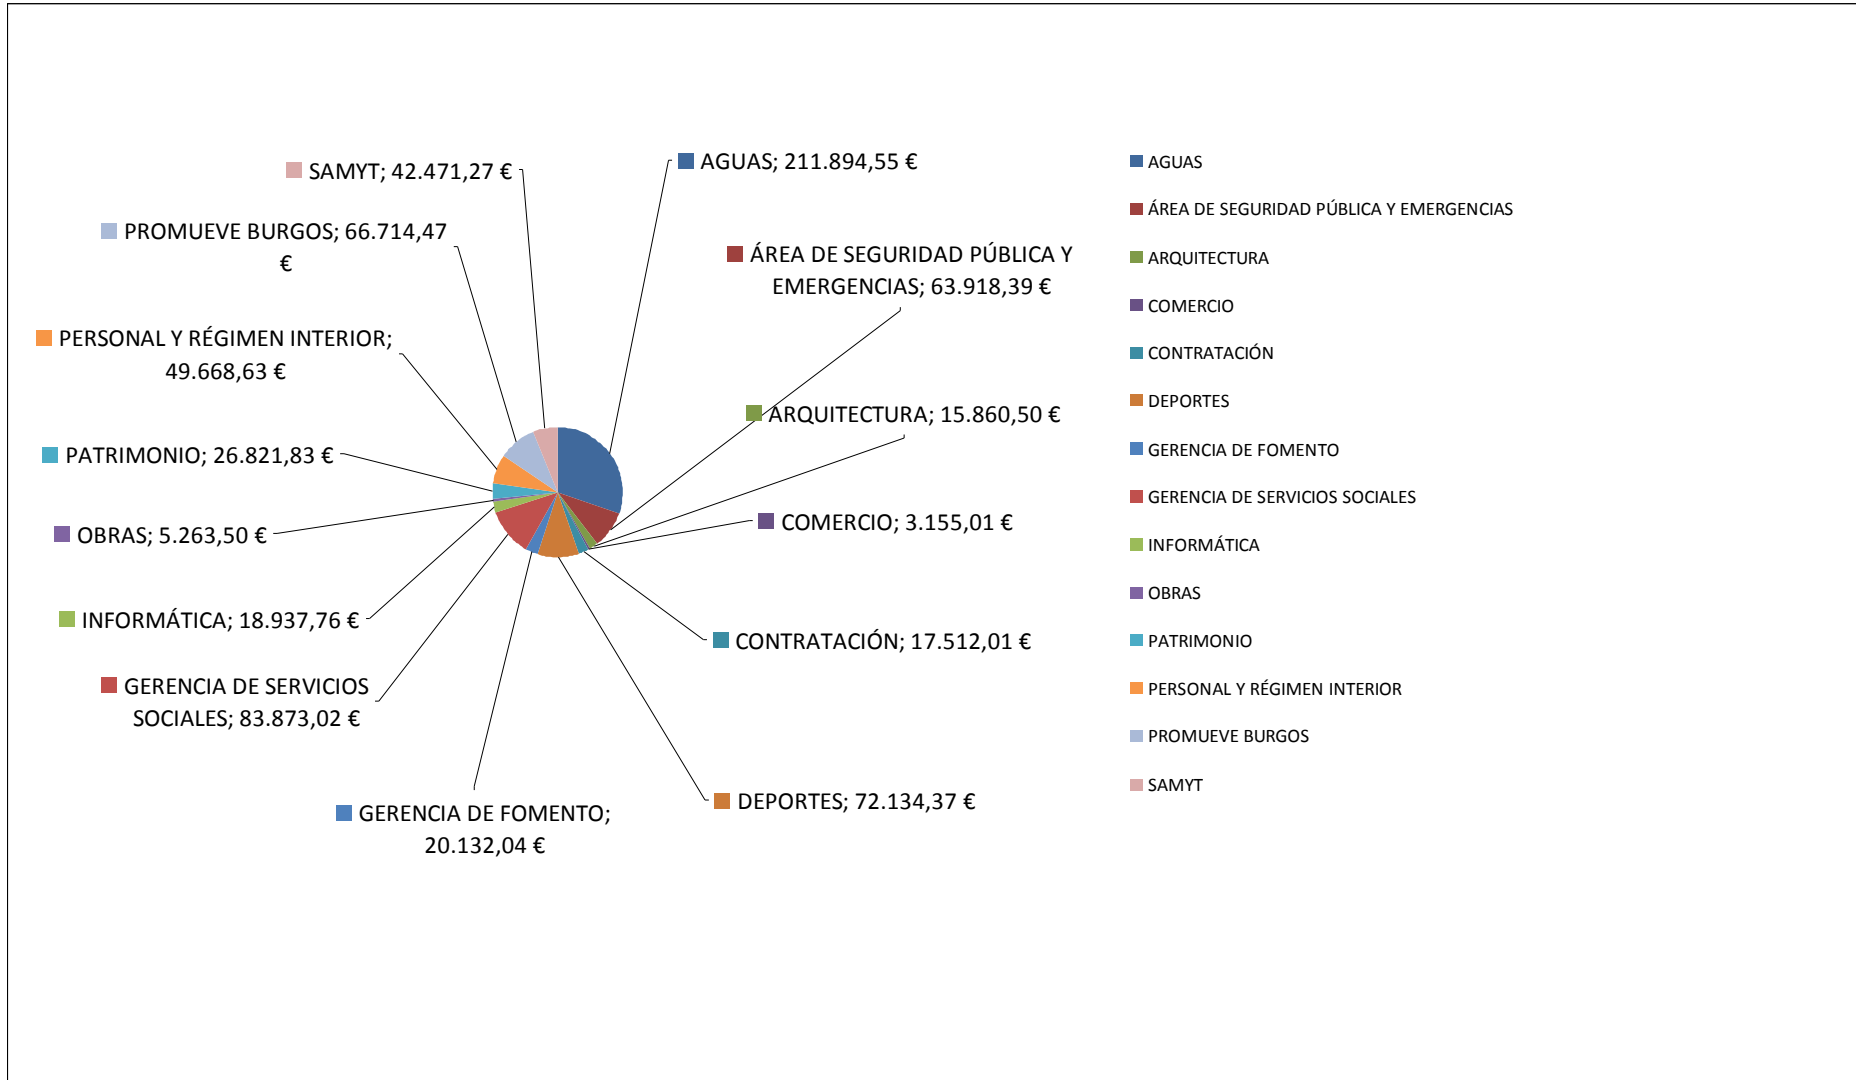 SAMYT; 42.471,27 €
AGUAS; 211.894,55 €
PROMUEVE BURGOS; 66.714,47
€
ÁREA DE SEGURIDAD PÚBLICA Y
EMERGENCIAS; 63.918,39 €
PERSONAL Y RÉGIMEN INTERIOR;
49.668,63 €
ARQUITECTURA; 15.860,50 €
PATRIMONIO; 26.821,83 €
COMERCIO; 3.155,01 €
OBRAS; 5.263,50 €
INFORMÁTICA; 18.937,76 €
CONTRATACIÓN; 17.512,01 €
GERENCIA DE SERVICIOS
SOCIALES; 83.873,02 €
DEPORTES; 72.134,37 €
GERENCIA DE FOMENTO;
20.132,04 €
AGUAS
ÁREA DE SEGURIDAD PÚBLICA Y EMERGENCIAS
ARQUITECTURA
COMERCIO
CONTRATACIÓN
DEPORTES
GERENCIA DE FOMENTO
GERENCIA DE SERVICIOS SOCIALES
INFORMÁTICA
OBRAS
PATRIMONIO
PERSONAL Y RÉGIMEN INTERIOR
PROMUEVE BURGOS
SAMYT